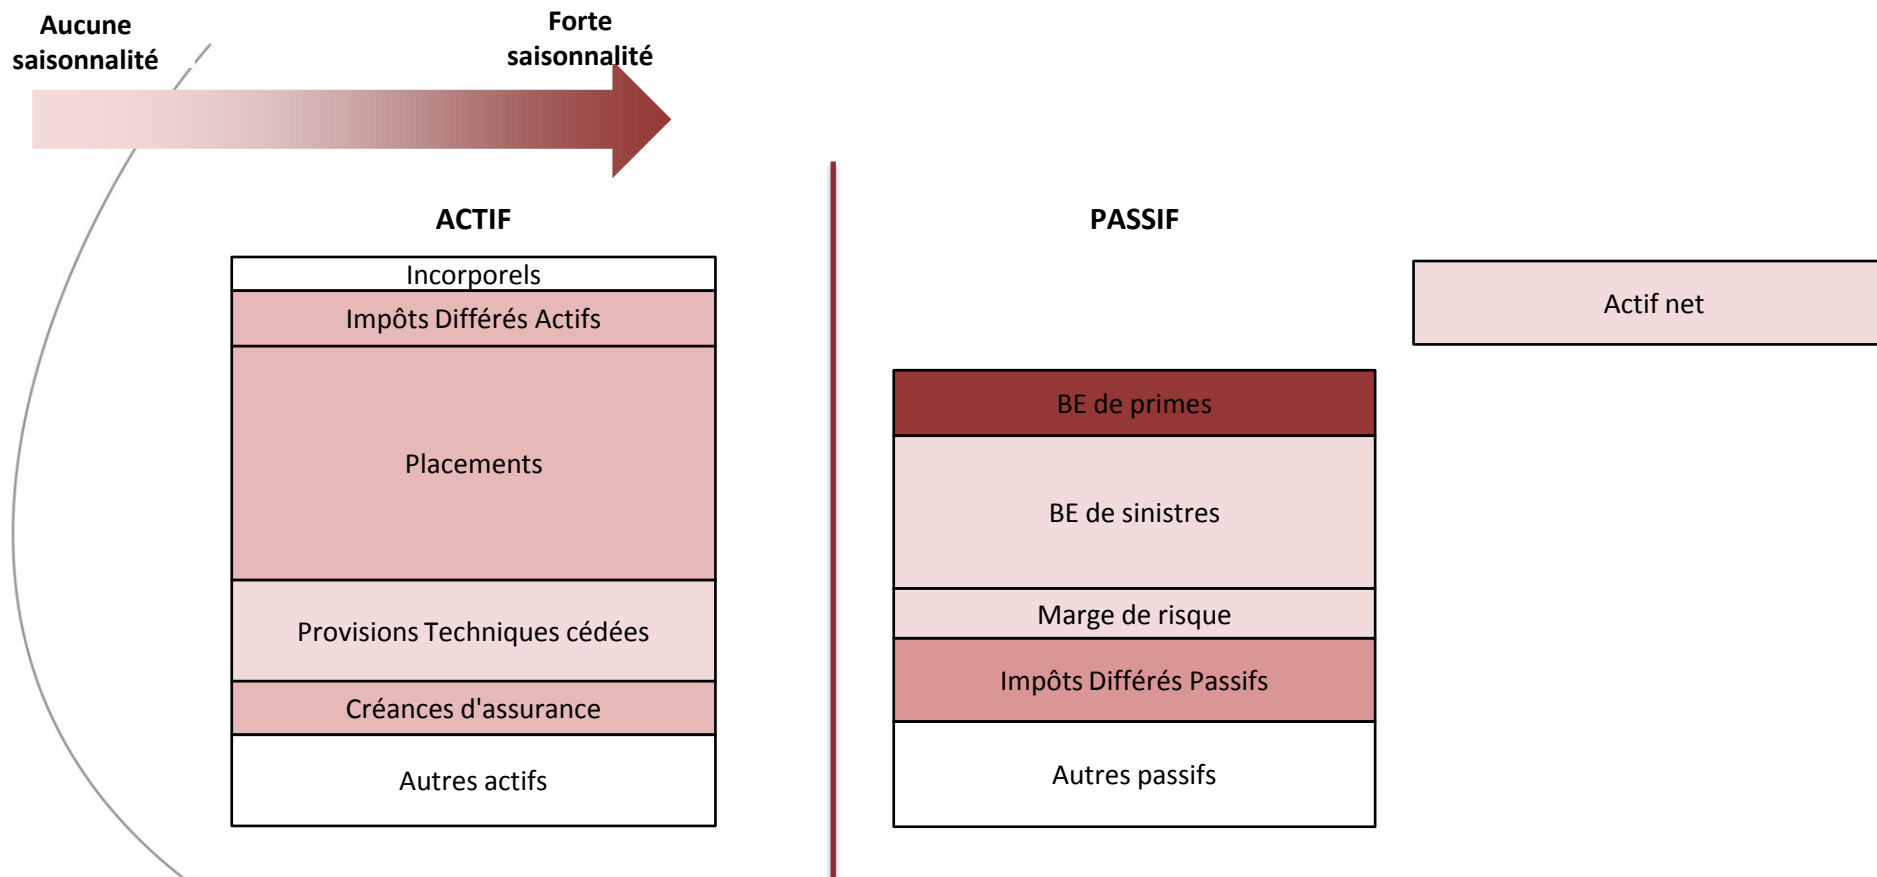 Aucune
saisonnalité
Forte
saisonnalité
ACTIF
Incorporels
Impôts Différés Actifs
Placements
Provisions Techniques cédées
Créances d'assurance
Autres actifs
PASSIF
BE de primes
BE de sinistres
Marge de risque
Impôts Différés Passifs
Autres passifs
Actif net